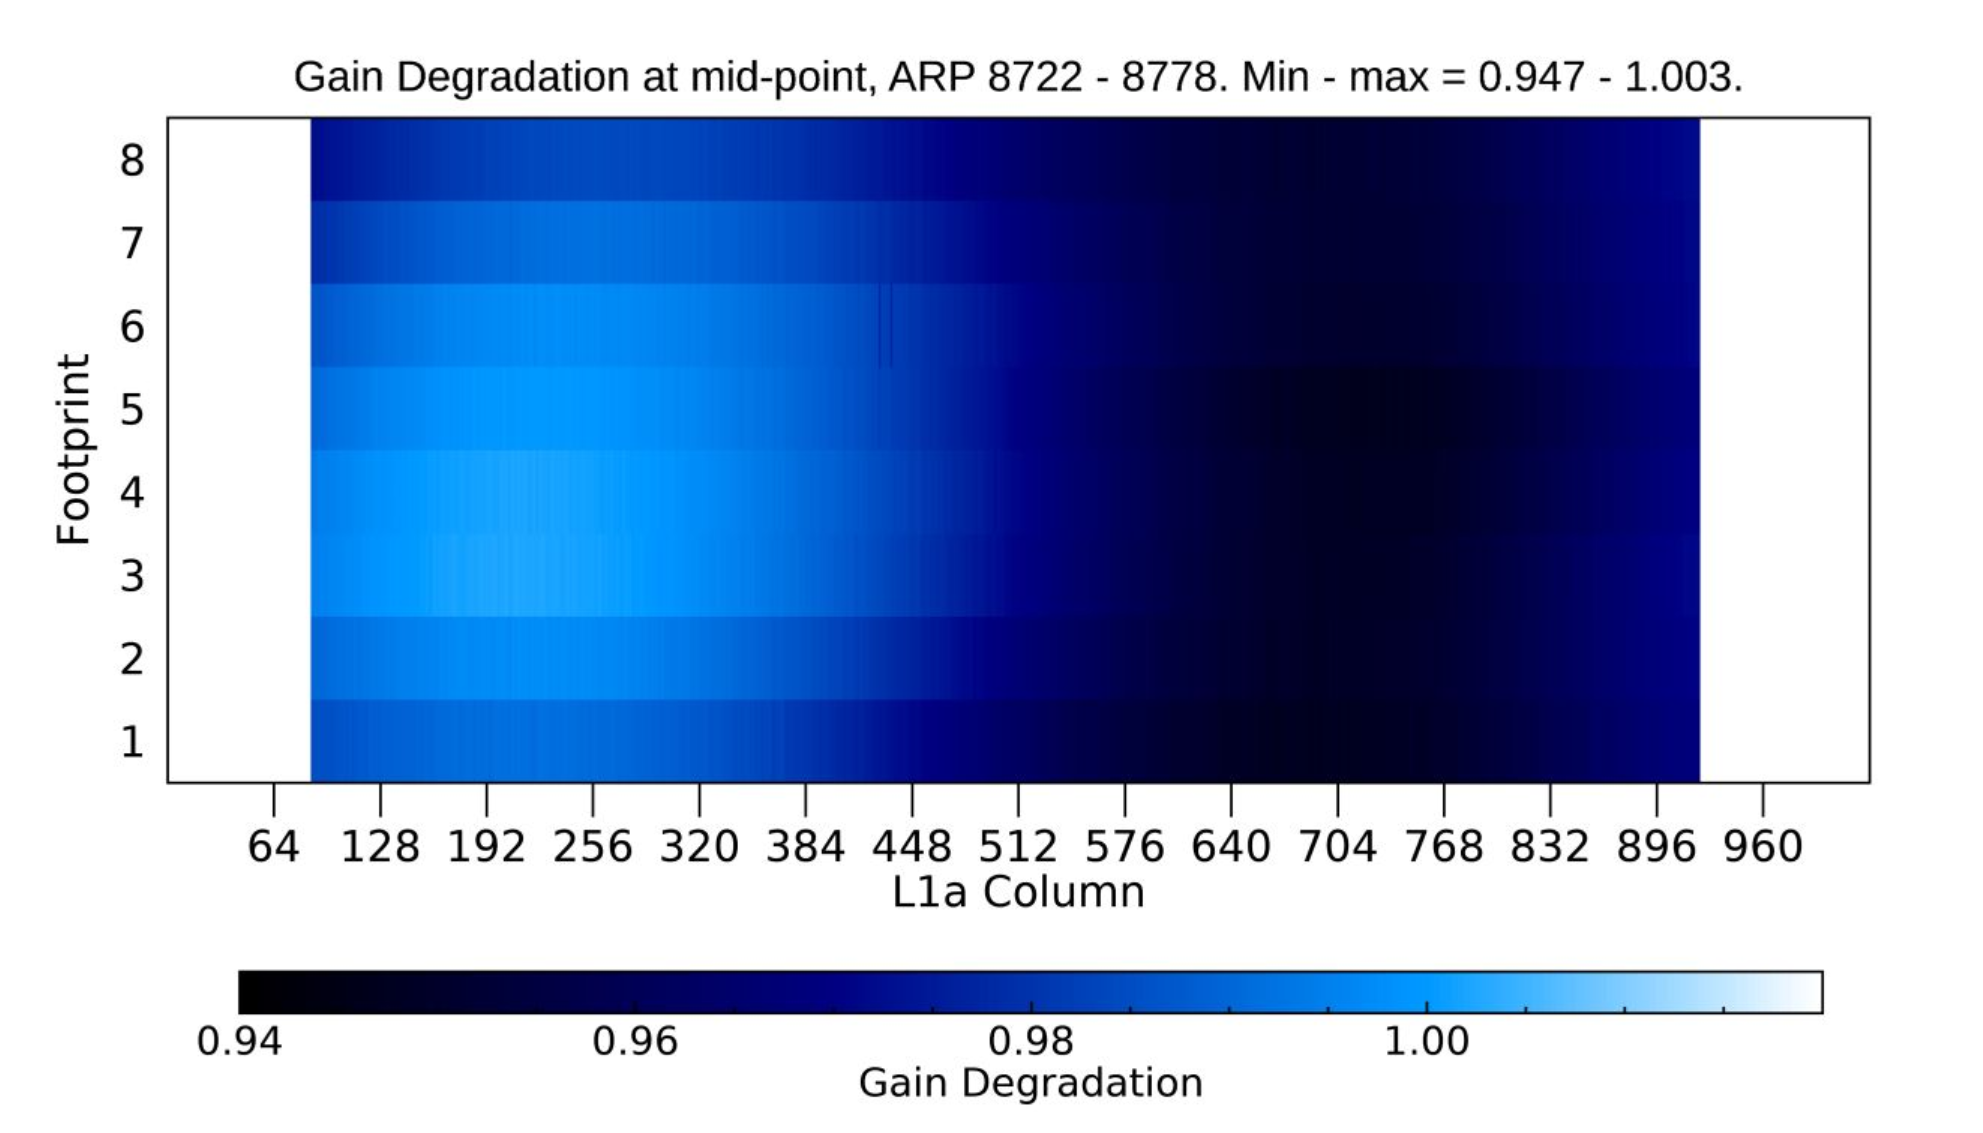 Gain Degradation at mid-point, ARP 8722 - 8778. Min - max = 0.947 - 1.003.
8
7
6
5
4
3
2
1
Footprint
64 128 192 256 320 384 448 512 576 640 704 768 832 896 960
L1a Column
0.94 0.96 0.98 1.00
Gain Degradation